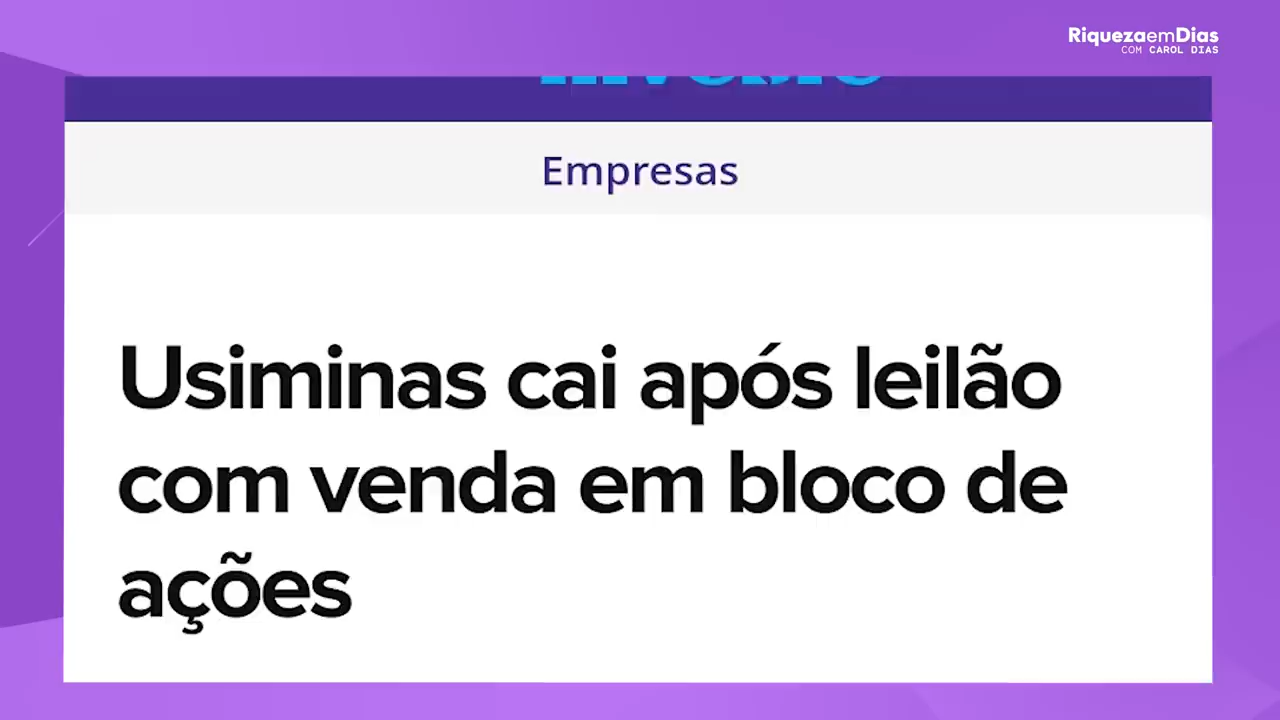 RiquezaemDias
COM CAROL DIAS
Empresas
Usiminas cai após leilão
com venda em bloco de
ações